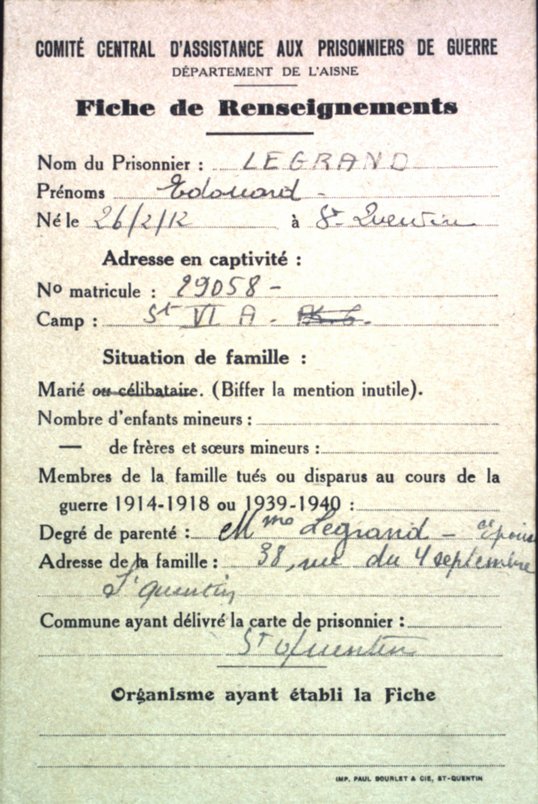 COMITÉ CENTRAL D'ASSISTANCE AUX PRISONNIERS DE GUERRE
DÉPARTEMENT DE L'AISNE
Fiche de Renseignements
Nom du Prisonnier : LEGRAND
Prénoms Edouard -
Né le 26/2/12 à St Quentin
Adresse en captivité :
No matricule : 29058 -
Camp : St VI A -
Situation de famille :
Marié ou célibataire. (Biffer la mention inutile).
Nombre d'enfants mineurs :
— de frères et sœurs mineurs :
Membres de la famille tués ou disparus au cours de la
guerre 1914-1918 ou 1939-1940 :
Degré de parenté : Mme Legrand -
Adresse de la famille : 38, rue du 4 septembre
St quentin
Commune ayant délivré la carte de prisonnier :
St Quentin
Organisme ayant établi la Fiche
IMP. PAUL BOURLET & CIE, ST-QUENTIN